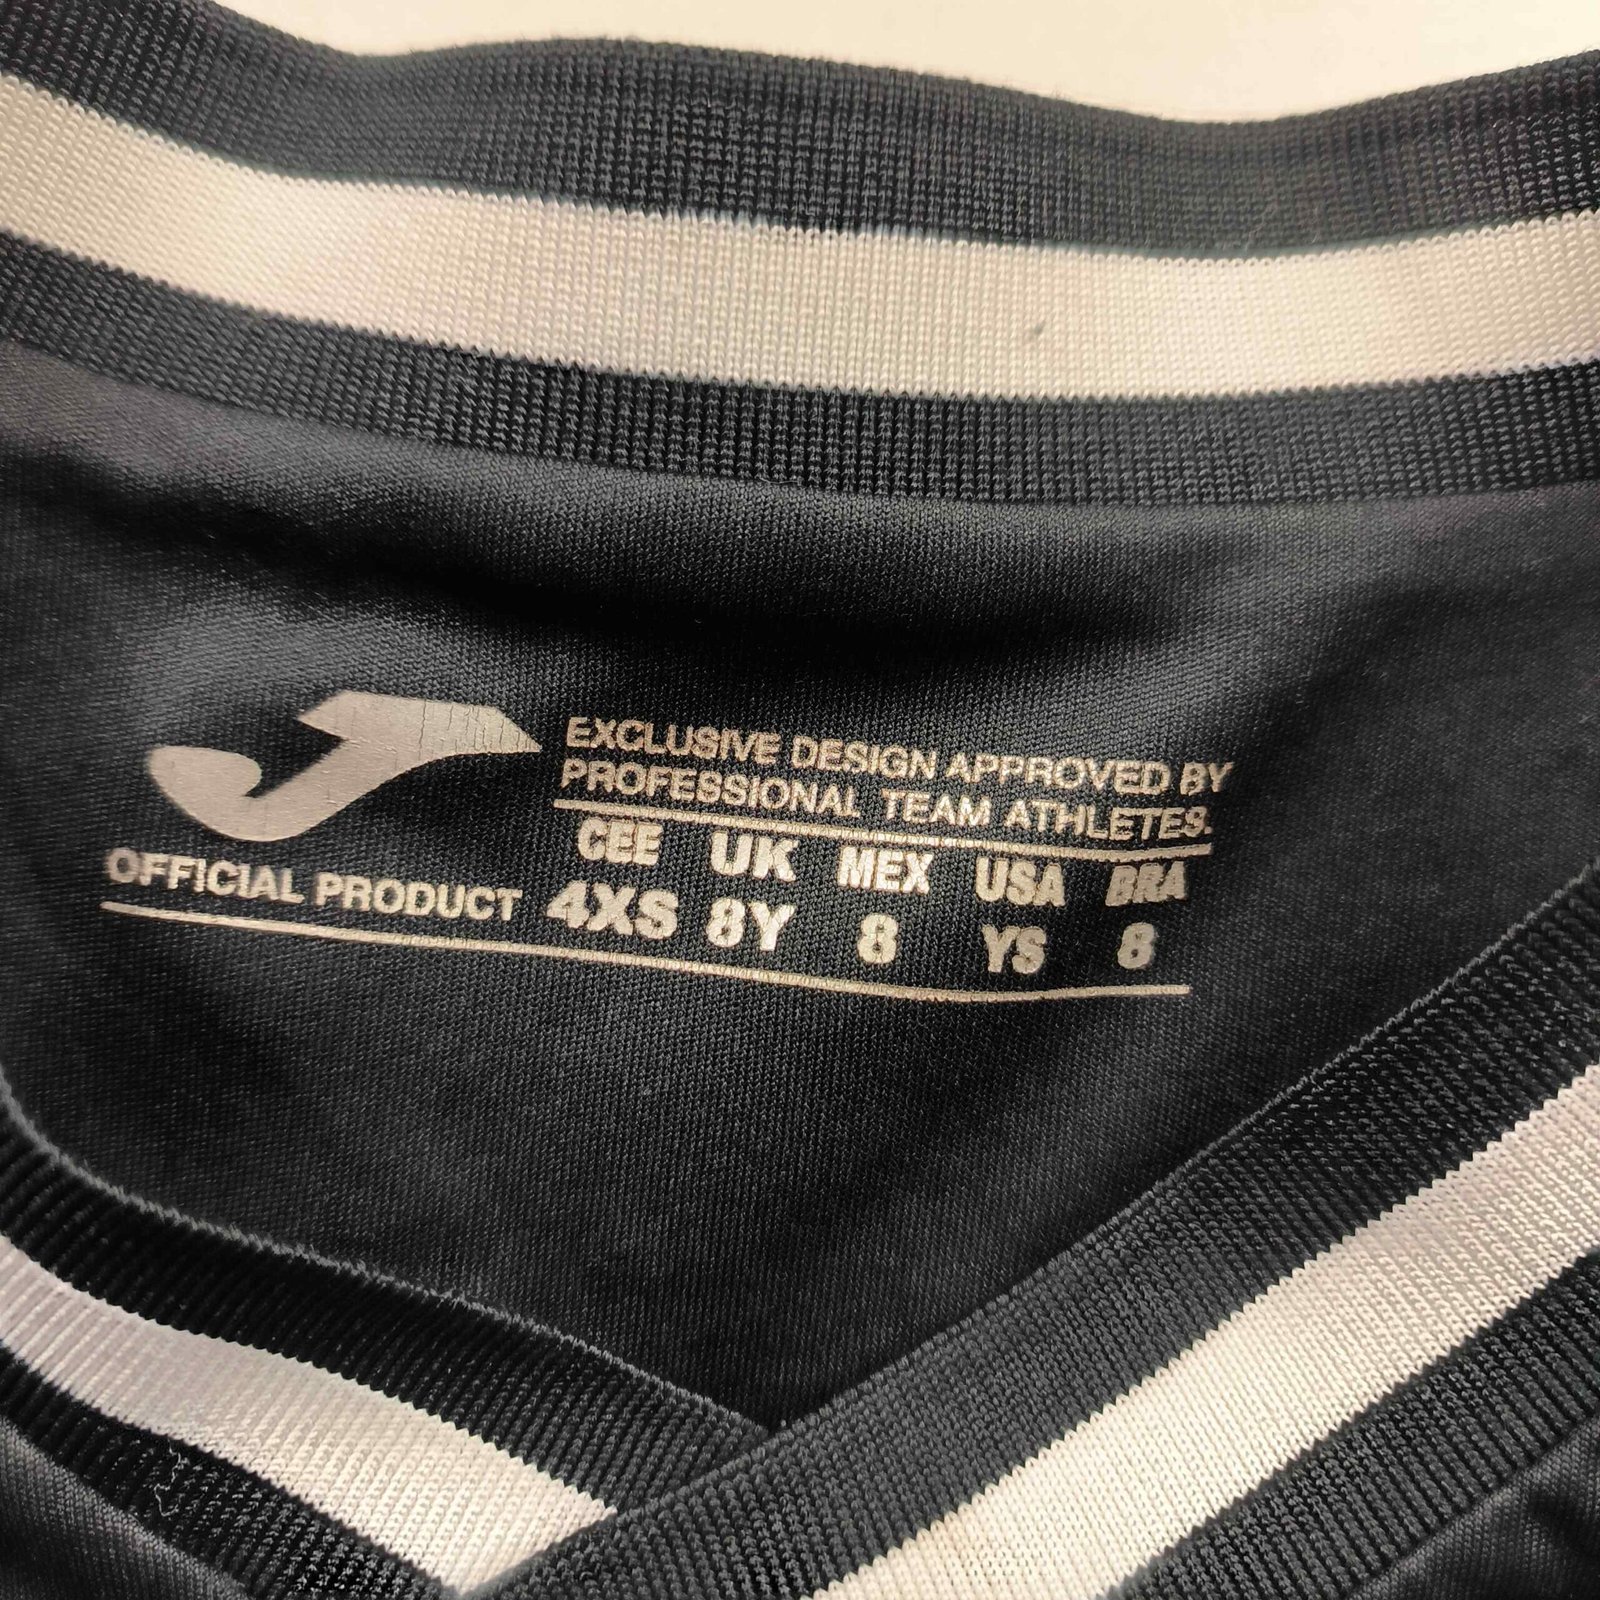 EXCLUSIVE DESIGN APPROVED BY
PROFESSIONAL TEAM ATHLETES.
OFFICIAL PRODUCT
CEE UK MEX USA BRA
4XS 8Y 8 YS 8